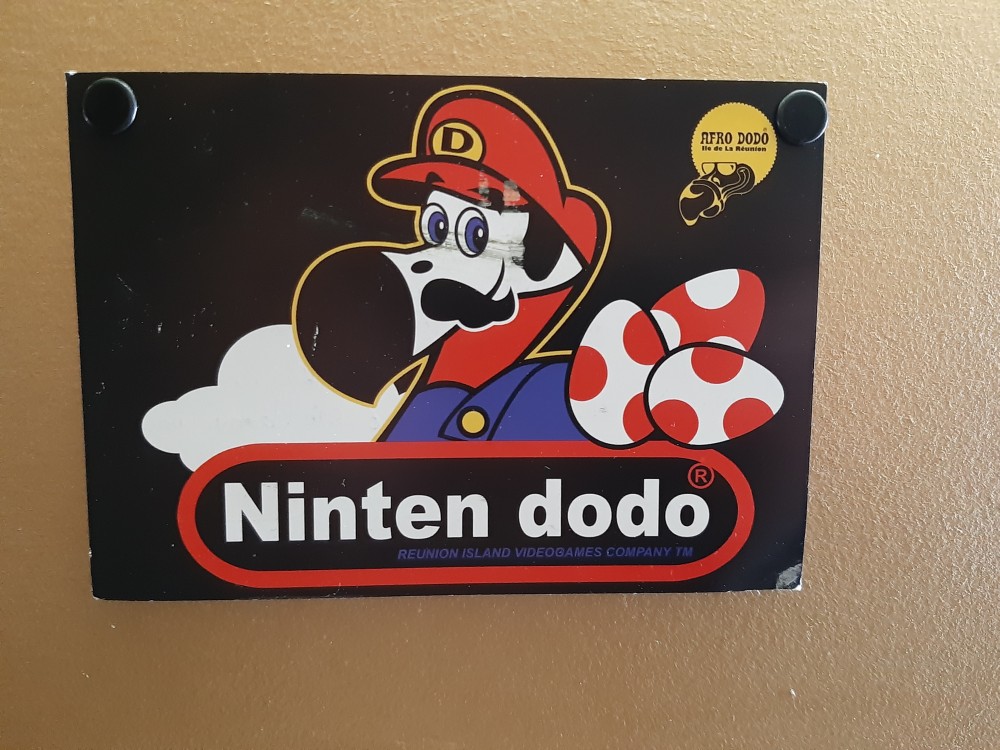 D
AFRO DODO
Ile de La Réunion
Ninten dodo ®
REUNION ISLAND VIDEOGAMES COMPANY TM